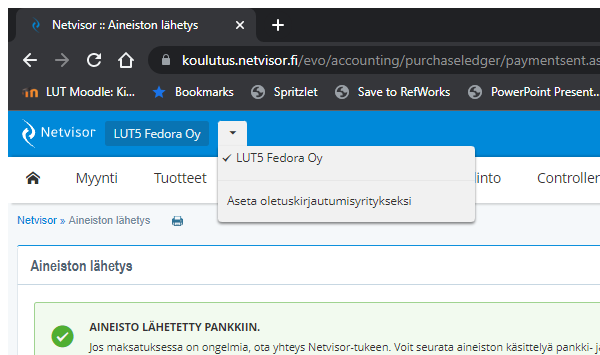 Netvisor :: Aineiston lähetys
koulutus.netvisor.fi/evo/accounting/purchaseledger/paymentsent.as
LUT Moodle: Ki... Bookmarks Spritzlet Save to RefWorks PowerPoint Present...
Netvisor LUT5 Fedora Oy
LUT5 Fedora Oy
Myynti Tuotteet linto Controller
Aseta oletuskirjautumisyritykseksi
Netvisor » Aineiston lähetys
Aineiston lähetys
AINEISTO LÄHETETTY PANKKIIN.
Jos maksatuksessa on ongelmia, ota yhteys Netvisor-tukeen. Voit seurata aineiston käsittelyä pankki- ja